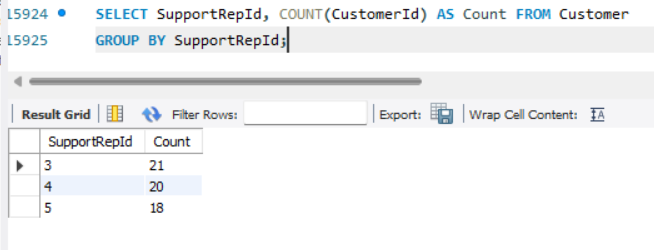 15924 SELECT SupportRepId, COUNT(CustomerId) AS Count FROM Customer
15925 GROUP BY SupportRepId;
Result Grid Filter Rows: Export: Wrap Cell Content: IA
SupportRepId Count
3 21
4 20
5 18